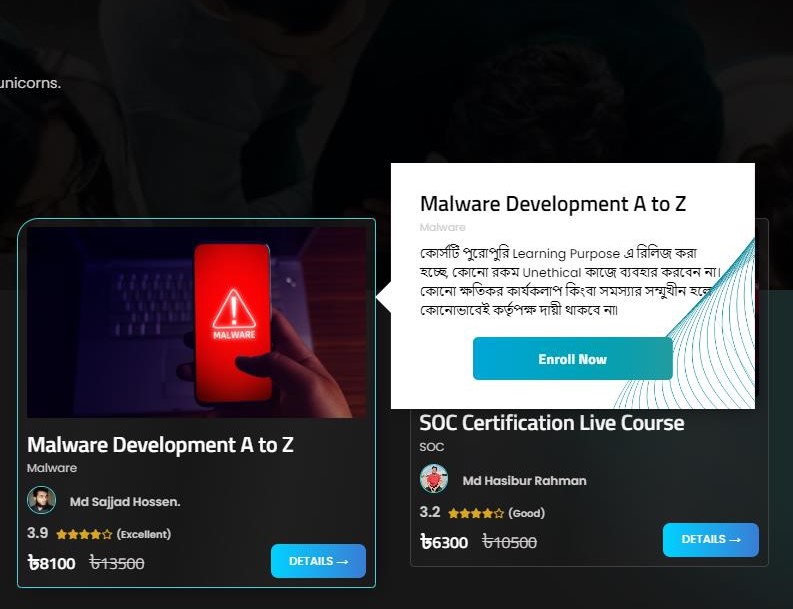 unicorns.
Malware Development A to Z
Malware
কোর্সটি পুরোপুরি Learning Purpose এ রিলিজ করা
হচ্ছে, কোনো রকম Unethical কাজে ব্যবহার করবেন না।
কোনো ক্ষতিকর কার্যকলাপ কিংবা সমস্যার সম্মুখীন হলে
কোনোভাবেই কর্তৃপক্ষ দায়ী থাকবে না।
Enroll Now
MALWARE
Malware Development A to Z
Malware
Md Sajjad Hossen.
3.9 ★★★★☆ (Excellent)
৳8100 ৳13500
DETAILS →
SOC Certification Live Course
SOC
Md Hasibur Rahman
3.2 ★★★★☆ (Good)
৳6300 ৳10500
DETAILS →